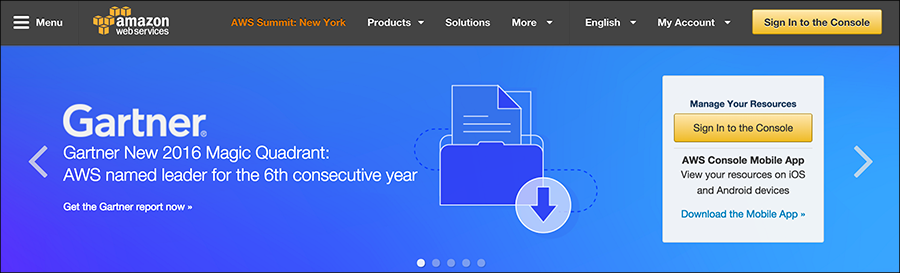 Menu
amazon
webservices
AWS Summit: New York
Products
Solutions
More
English
My Account
Sign In to the Console
Gartner®
Gartner New 2016 Magic Quadrant:
AWS named leader for the 6th consecutive year
Get the Gartner report now »
Manage Your Resources
Sign In to the Console
AWS Console Mobile App
View your resources on iOS
and Android devices
Download the Mobile App »